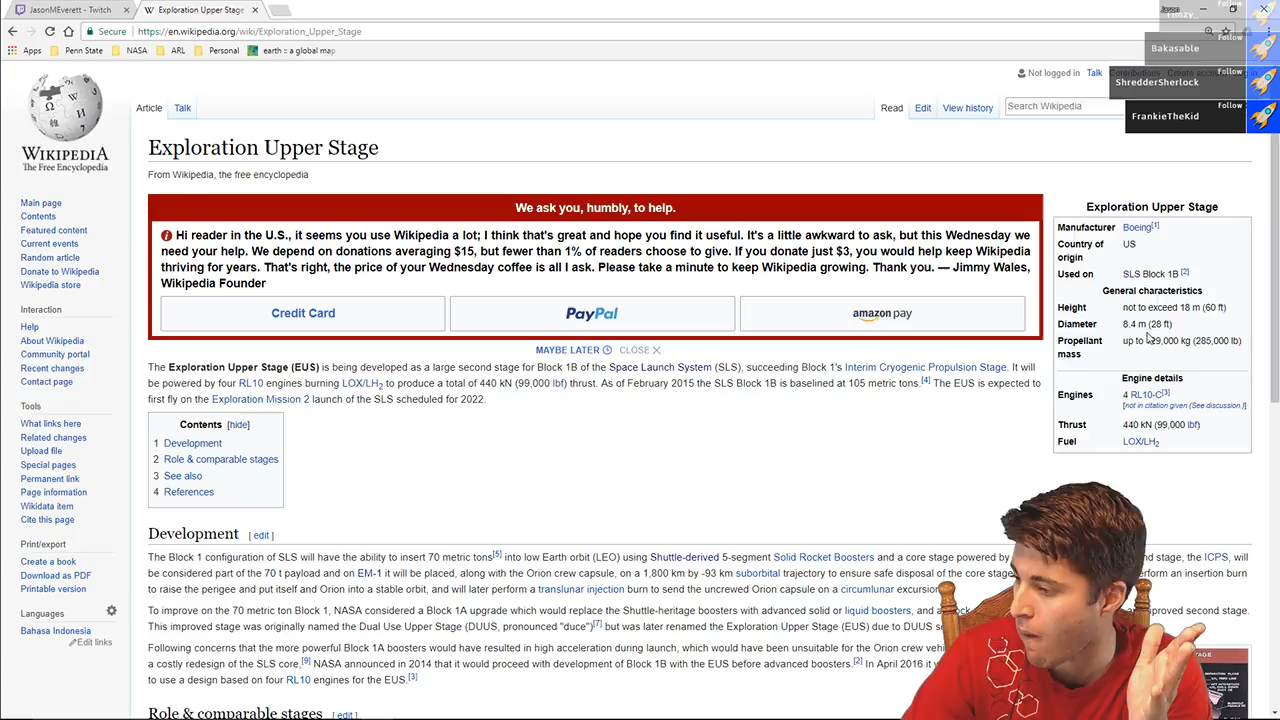 JasonMEverett - Twitch
Exploration Upper Stage
Jason
Secure
https://en.wikipedia.org/wiki/Exploration_Upper_Stage
Follow
Apps
Penn State
NASA
ARL
Personal
earth :: a global map
Bakasable
Follow
ShredderSherlock
Follow
FrankieTheKid
Follow
Not logged in
Talk
Article
Talk
Read
Edit
View history
Search Wikipedia
WIKIPEDIA
The Free Encyclopedia
Main page
Contents
Featured content
Current events
Random article
Donate to Wikipedia
Wikipedia store
Interaction
Help
About Wikipedia
Community portal
Recent changes
Contact page
Tools
What links here
Related changes
Upload file
Special pages
Permanent link
Page information
Wikidata item
Cite this page
Print/export
Create a book
Download as PDF
Printable version
Languages
Bahasa Indonesia
Edit links
Exploration Upper Stage
From Wikipedia, the free encyclopedia
We ask you, humbly, to help.
Hi reader in the U.S., it seems you use Wikipedia a lot; I think that's great and hope you find it useful. It's a little awkward to ask, but this Wednesday we
need your help. We depend on donations averaging $15, but fewer than 1% of readers choose to give. If you donate just $3, you would help keep Wikipedia
thriving for years. That's right, the price of your Wednesday coffee is all I ask. Please take a minute to keep Wikipedia growing. Thank you. — Jimmy Wales,
Wikipedia Founder
Credit Card
PayPal
amazon pay
MAYBE LATER
CLOSE
The Exploration Upper Stage (EUS) is being developed as a large second stage for Block 1B of the Space Launch System (SLS), succeeding Block 1's Interim Cryogenic Propulsion Stage. It will
be powered by four RL10 engines burning LOX/LH2 to produce a total of 440 kN (99,000 lbf) thrust. As of February 2015 the SLS Block 1B is baselined at 105 metric tons.[4] The EUS is expected to
first fly on the Exploration Mission 2 launch of the SLS scheduled for 2022.
Contents [hide]
1 Development
2 Role & comparable stages
3 See also
4 References
Exploration Upper Stage
Manufacturer Boeing[1]
Country of origin US
Used on SLS Block 1B [2]
General characteristics
Height not to exceed 18 m (60 ft)
Diameter 8.4 m (28 ft)
Propellant mass up to 129,000 kg (285,000 lb)
Engine details
Engines 4 RL10-C[3]
[not in citation given (See discussion.)]
Thrust 440 kN (99,000 lbf)
Fuel LOX/LH2
Development [ edit ]
The Block 1 configuration of SLS will have the ability to insert 70 metric tons[5] into low Earth orbit (LEO) using Shuttle-derived 5-segment Solid Rocket Boosters and a core stage powered by nd stage, the ICPS, will
be considered part of the 70 t payload and on EM-1 it will be placed, along with the Orion crew capsule, on a 1,800 km by -93 km suborbital trajectory to ensure safe disposal of the core stage erform an insertion burn
to raise the perigee and put itself and Orion into a stable orbit, and will later perform a translunar injection burn to send the uncrewed Orion capsule on a circumlunar excursion
To improve on the 70 metric ton Block 1, NASA considered a Block 1A upgrade which would replace the Shuttle-heritage boosters with advanced solid or liquid boosters, and a proved second stage.
This improved stage was originally named the Dual Use Upper Stage (DUUS, pronounced "duce")[7] but was later renamed the Exploration Upper Stage (EUS) due to DUUS
Following concerns that the more powerful Block 1A boosters would have resulted in high acceleration during launch, which would have been unsuitable for the Orion crew
a costly redesign of the SLS core,[9] NASA announced in 2014 that it would proceed with development of Block 1B with the EUS before advanced boosters.[2] In April 2016 it
to use a design based on four RL10 engines for the EUS.[3]
Role & comparable stages [ edit ]